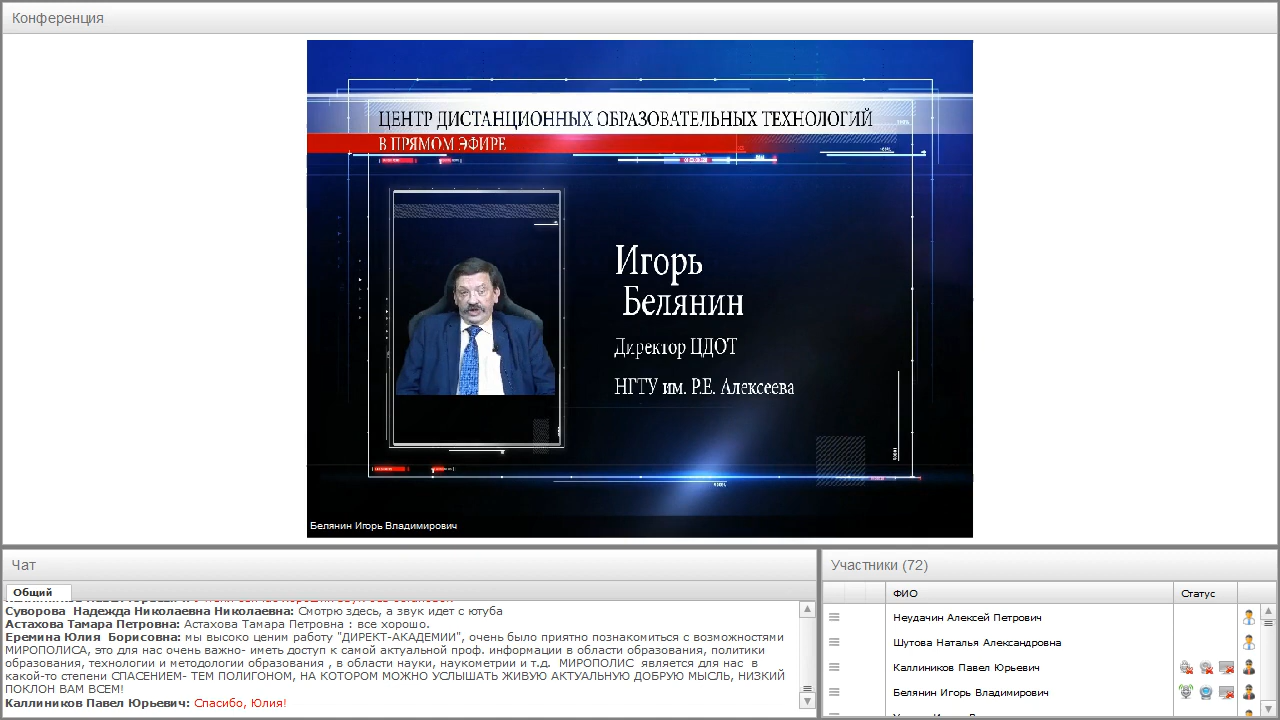 Конференция
ЦЕНТР ДИСТАНЦИОННЫХ ОБРАЗОВАТЕЛЬНЫХ ТЕХНОЛОГИЙ
В ПРЯМОМ ЭФИРЕ
Игорь
Белянин
Директор ЦДОТ
НГТУ им. Р.Е. Алексеева
Белянин Игорь Владимирович
Чат
Общий
Суворова Надежда Николаевна Николаевна: Смотрю здесь, а звук идет с ютуба
Астахова Тамара Петровна: Астахова Тамара Петровна : все хорошо.
Еремина Юлия Борисовна: мы высоко ценим работу "ДИРЕКТ-АКАДЕМИИ", очень было приятно познакомиться с возможностями
МИРОПОЛИСА, это для нас очень важно- иметь доступ к самой актуальной проф. информации в области образования, политики
образования, технологии и методологии образования , в области науки, наукометрии и т.д. МИРОПОЛИС является для нас в
какой-то степени СПАСЕНИЕМ- ТЕМ ПОЛИГОНОМ, НА КОТОРОМ МОЖНО УСЛЫШАТЬ ЖИВУЮ АКТУАЛЬНУЮ ДОБРУЮ МЫСЛЬ, НИЗКИЙ
ПОКЛОН ВАМ ВСЕМ!
Каллиников Павел Юрьевич: Спасибо, Юлия!
Участники (72)
ФИО Статус
Неудачин Алексей Петрович
Шутова Наталья Александровна
Каллиников Павел Юрьевич
Белянин Игорь Владимирович